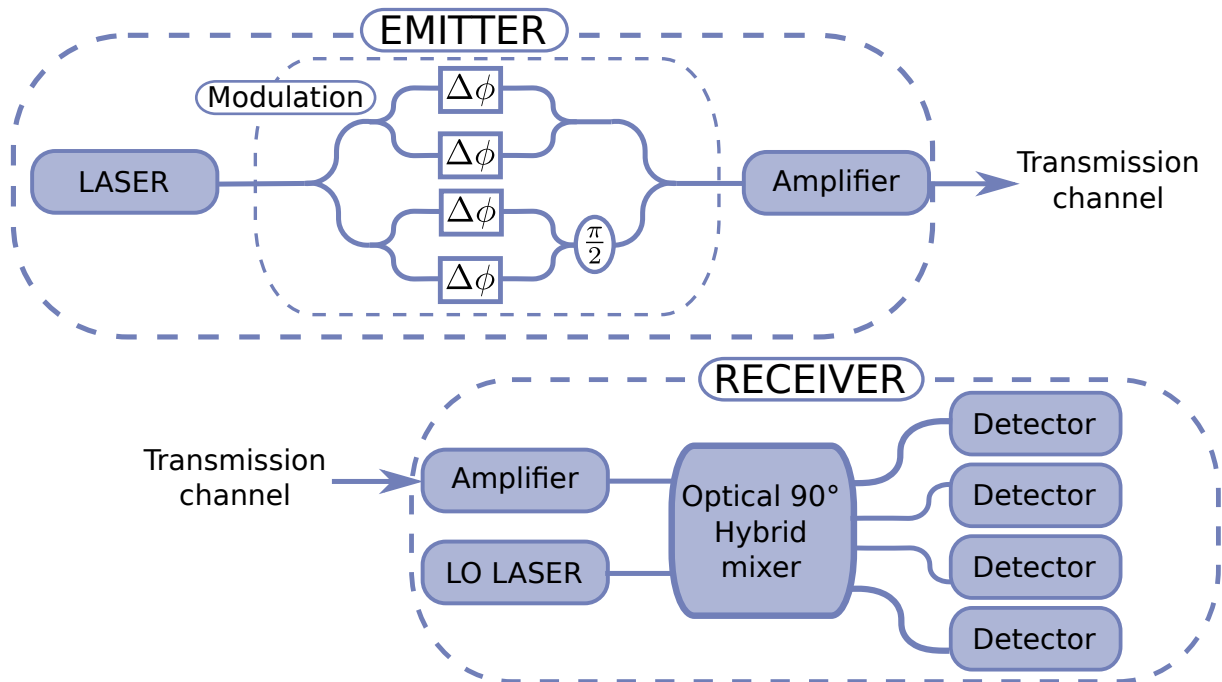 EMITTER
Modulation
Δϕ
Δϕ
Δϕ
Δϕ
π/2
LASER
Amplifier
Transmission
channel
RECEIVER
Transmission
channel
Amplifier
LO LASER
Optical 90°
Hybrid
mixer
Detector
Detector
Detector
Detector